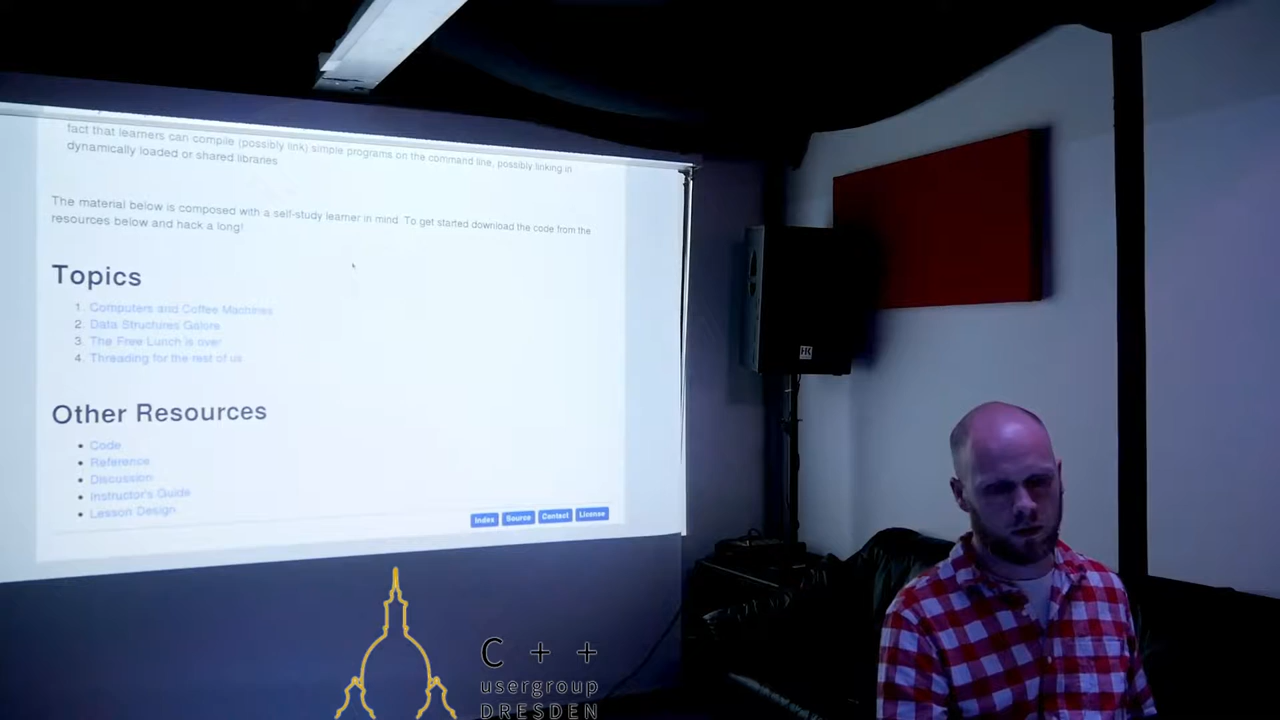 fact that learners can compile (possibly link) simple programs on the command line, possibly linking in
dynamically loaded or shared libraries
The material below is composed with a self-study learner in mind. To get started download the code from the
resources below and hack a long!
Topics
1. Computers and Coffee Machines
2. Data Structures Galore
3. The Free Lunch is over
4. Threading for the rest of us
Other Resources
• Code
• Reference
• Discussion
• Instructor's Guide
• Lesson Design
Index Source Contact License
HK
C + +
usergroup
DRESDEN